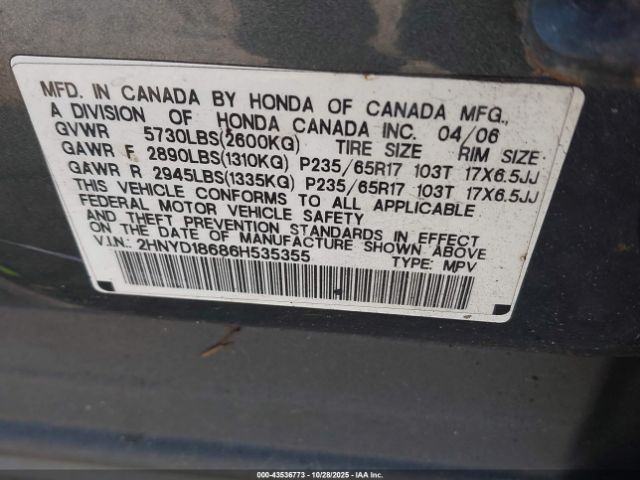 MFD. IN CANADA BY HONDA OF CANADA MFG.,
A DIVISION OF HONDA CANADA INC. 04/06
GVWR 5730LBS(2600KG) TIRE SIZE RIM SIZE
GAWR F 2890LBS(1310KG) P235/65R17 103T 17X6.5JJ
GAWR R 2945LBS(1335KG) P235/65R17 103T 17X6.5JJ
THIS VEHICLE CONFORMS TO ALL APPLICABLE
FEDERAL MOTOR VEHICLE SAFETY
AND THEFT PREVENTION STANDARDS IN EFFECT
ON THE DATE OF MANUFACTURE SHOWN ABOVE
V.I.N.: 2HNYD18686H535355 TYPE: MPV
000-43536773 - 10/28/2025 - IAA Inc.